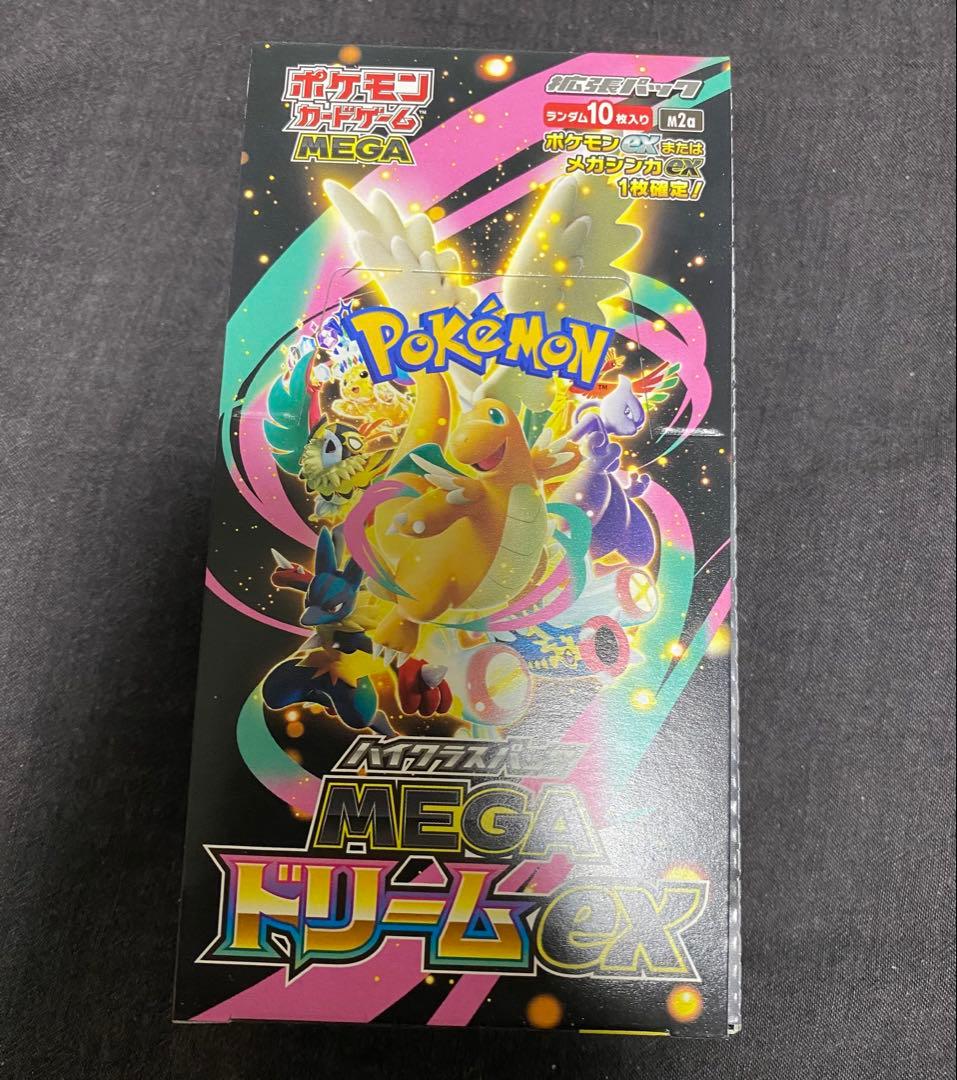 ポケモン
カードゲーム
MEGA
拡張パック
ランダム10枚入り
M2a
ポケモンexまたは
メガシンカex
1枚確定！
POKéMON
TM
ハイクラスパック
MEGA
ドリームex